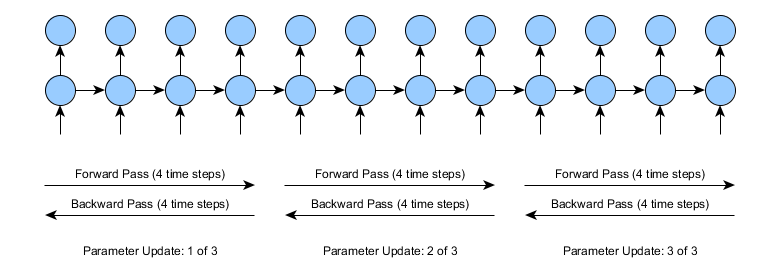 Forward Pass (4 time steps) Forward Pass (4 time steps) Forward Pass (4 time steps)
Backward Pass (4 time steps) Backward Pass (4 time steps) Backward Pass (4 time steps)
Parameter Update: 1 of 3 Parameter Update: 2 of 3 Parameter Update: 3 of 3